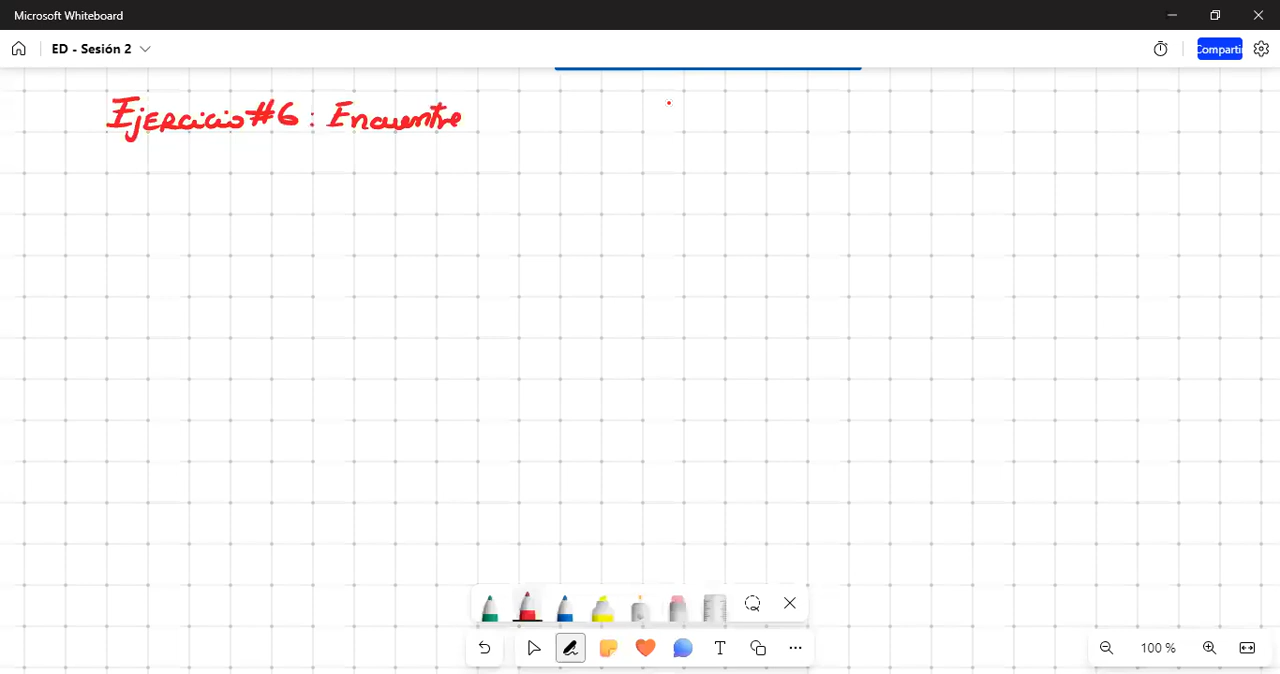 Microsoft Whiteboard
ED - Sesión 2
Comparti
Ejercicio #6 : Encuentre
100 %